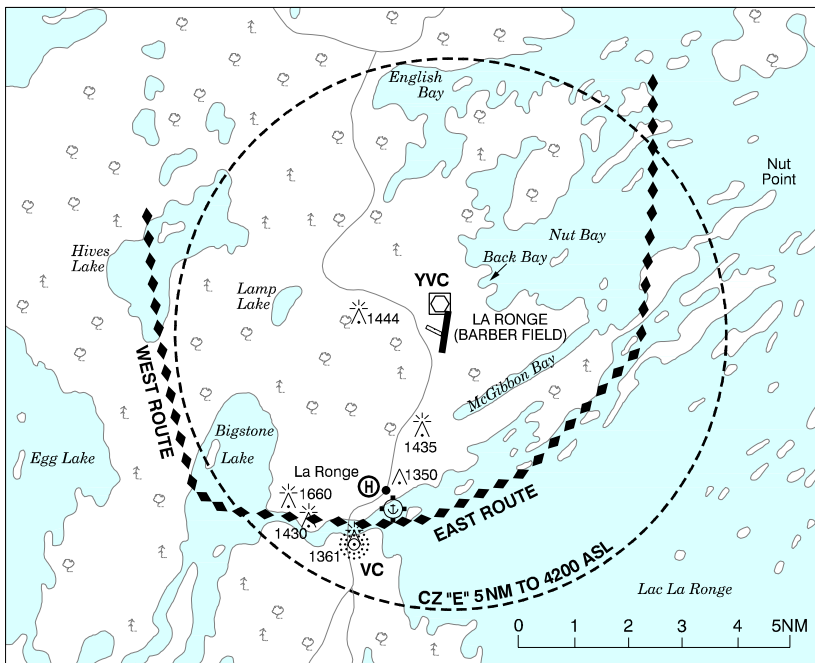 English
Bay
Nut
Point
Hives
Lake
Nut Bay
Back Bay
YVC
Lamp
Lake
1444
LA RONGE
(BARBER FIELD)
WEST ROUTE
McGibbon Bay
1435
Bigstone
Lake
Egg Lake
La Ronge
H
1350
1660
1430
EAST ROUTE
1361
VC
CZ "E" 5NM TO 4200 ASL
Lac La Ronge
0 1 2 3 4 5NM